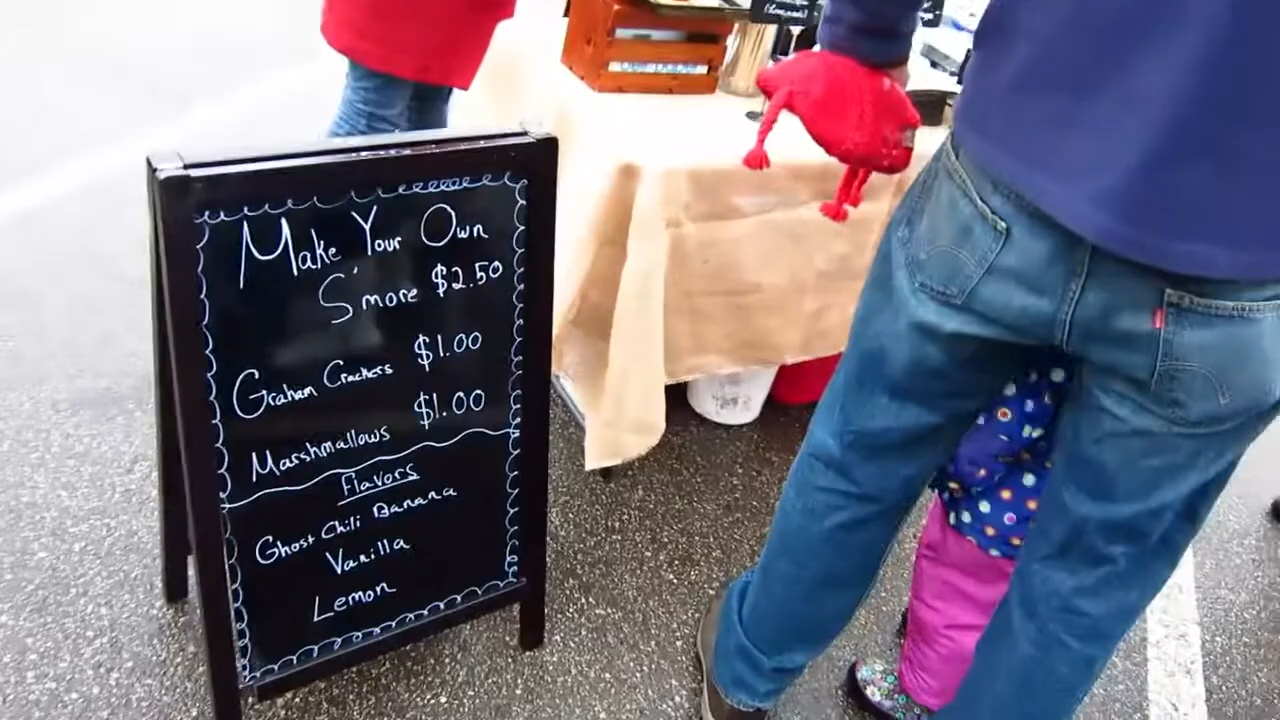 Make Your Own
S'more $2.50
Graham Crackers $1.00
Marshmallows $1.00
Flavors
Ghost Chili Banana
Vanilla
Lemon